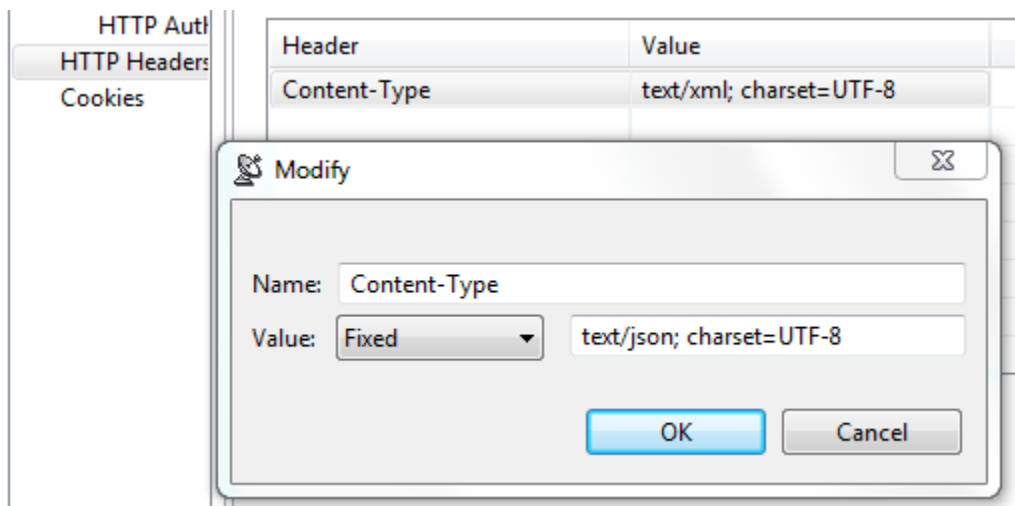 HTTP Auth
HTTP Headers
Cookies
Header Value
Content-Type text/xml; charset=UTF-8
Modify
Name: Content-Type
Value: Fixed text/json; charset=UTF-8
OK Cancel